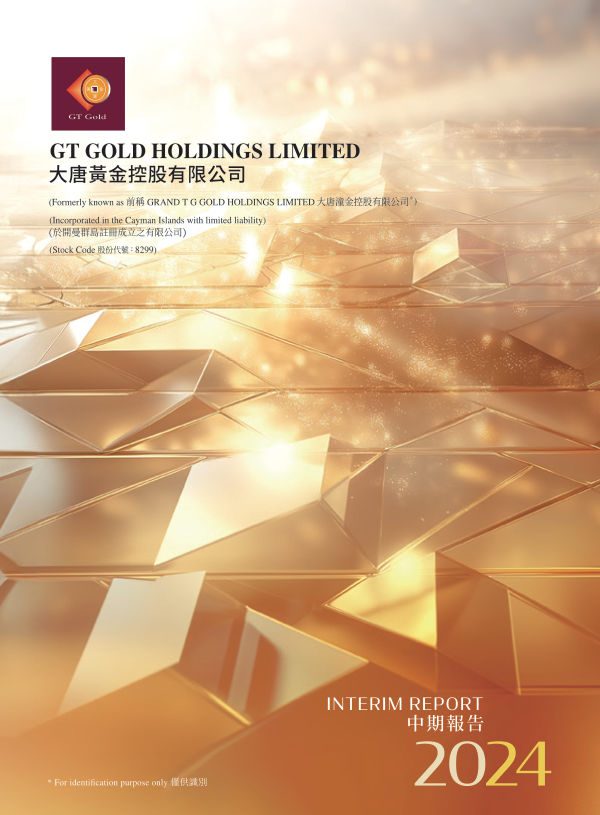 GT Gold
GT GOLD HOLDINGS LIMITED
大唐黃金控股有限公司
(Formerly known as 前稱 GRAND T G GOLD HOLDINGS LIMITED 大唐潼金控股有限公司*)
(Incorporated in the Cayman Islands with limited liability)
(於開曼群島註冊成立之有限公司)
(Stock Code 股份代號：8299)
INTERIM REPORT
中期報告
2024
* For identification purpose only 僅供識別